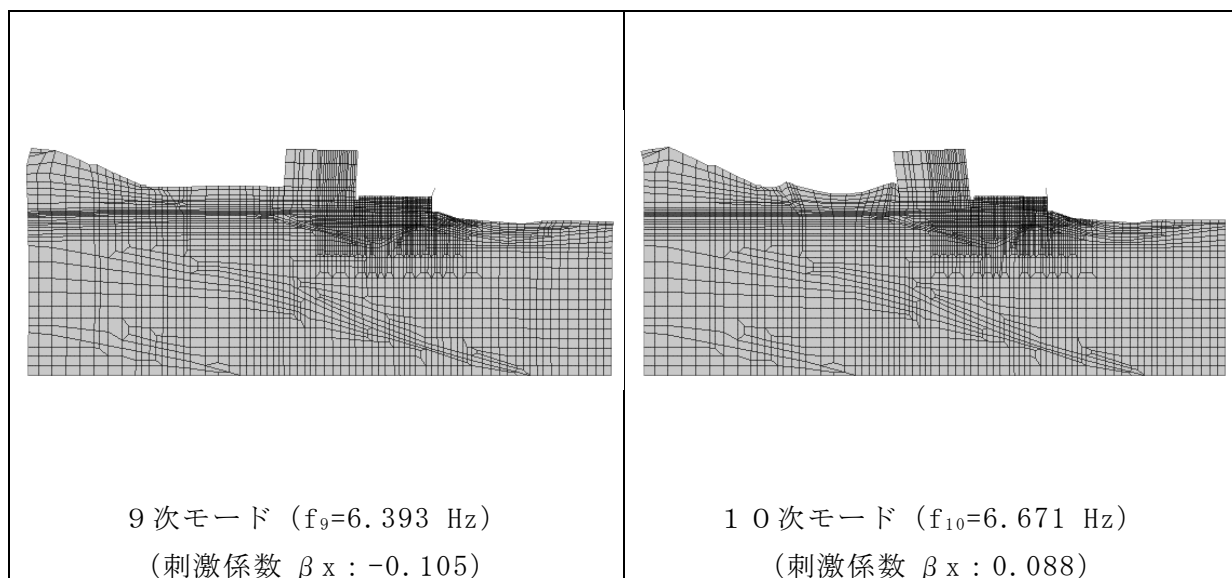 ９次モード (f₉=6.393 Hz)
(刺激係数 βx：-0.105)
１０次モード (f₁₀=6.671 Hz)
(刺激係数 βx：0.088)